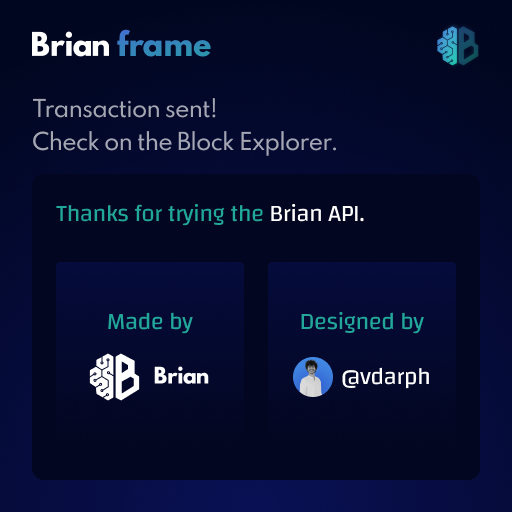 Brian frame
Transaction sent!
Check on the Block Explorer.
Thanks for trying the Brian API.
Made by
Brian
Designed by
@vdarph